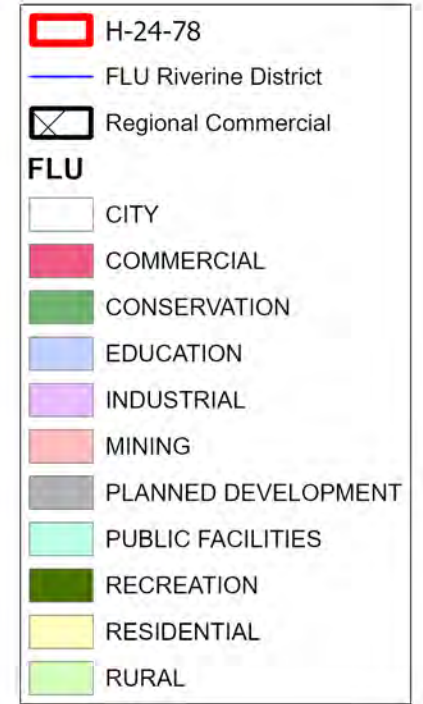 H-24-78
FLU Riverine District
Regional Commercial
FLU
CITY
COMMERCIAL
CONSERVATION
EDUCATION
INDUSTRIAL
MINING
PLANNED DEVELOPMENT
PUBLIC FACILITIES
RECREATION
RESIDENTIAL
RURAL